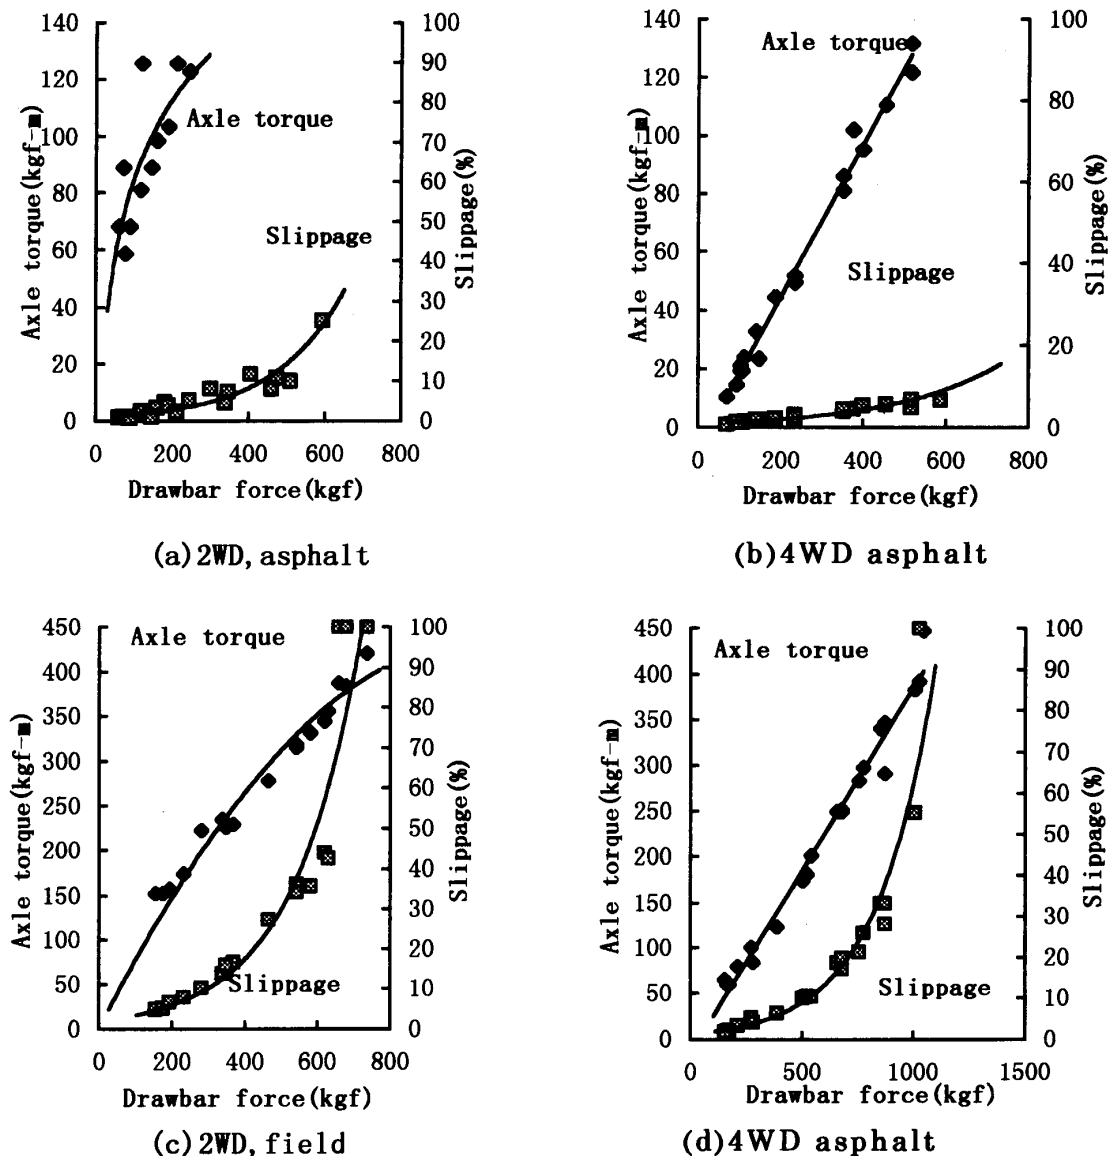 140
120
100
80
60
40
20
0
Axle torque(kgf-m)
100
90
80
70
60
50
40
30
20
10
0
Slippage(%)
Axle torque
Slippage
0 200 400 600 800
Drawbar force(kgf)
(a)2WD, asphalt
140
120
100
80
60
40
20
0
Axle torque(kgf-m)
100
80
60
40
20
0
Slippage(%)
Axle torque
Slippage
0 200 400 600 800
Drawbar force(kgf)
(b)4WD asphalt
450
400
350
300
250
200
150
100
50
0
Axle torque(kgf-m)
100
90
80
70
60
50
40
30
20
10
0
Slippage(%)
Axle torque
Slippage
0 200 400 600 800
Drawbar force(kgf)
(c)2WD, field
450
400
350
300
250
200
150
100
50
0
Axle torque(kgf-m)
100
90
80
70
60
50
40
30
20
10
0
Slippage(%)
Axle torque
Slippage
0 500 1000 1500
Drawbar force(kgf)
(d)4WD asphalt